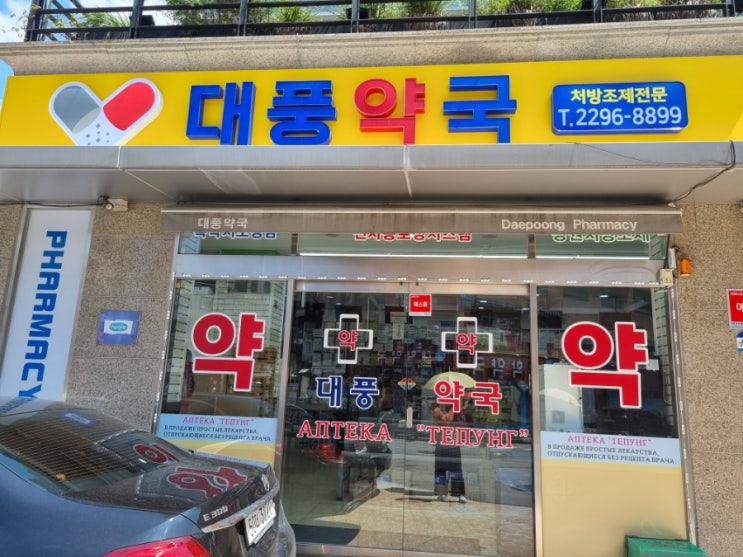 대풍약국
처방조제전문
T.2296-8899
대풍약국
Daepoong Pharmacy
PHARMACY
약
약
약
약
대풍
약국
АПТЕКА "ТЕПУНГ"
АПТЕКА "ТЕПУНГ"
В ПРОДАЖЕ ПРОСТЫЕ ЛЕКАРСТВА,
ОТПУСКАЮЩИЕСЯ БЕЗ РЕЦЕПТА ВРАЧА.
АПТЕКА "ТЕПУНГ"
В ПРОДАЖЕ ПРОСТЫЕ ЛЕКАРСТВА,
ОТПУСКАЮЩИЕСЯ БЕЗ РЕЦЕПТА ВРАЧА.
E 300